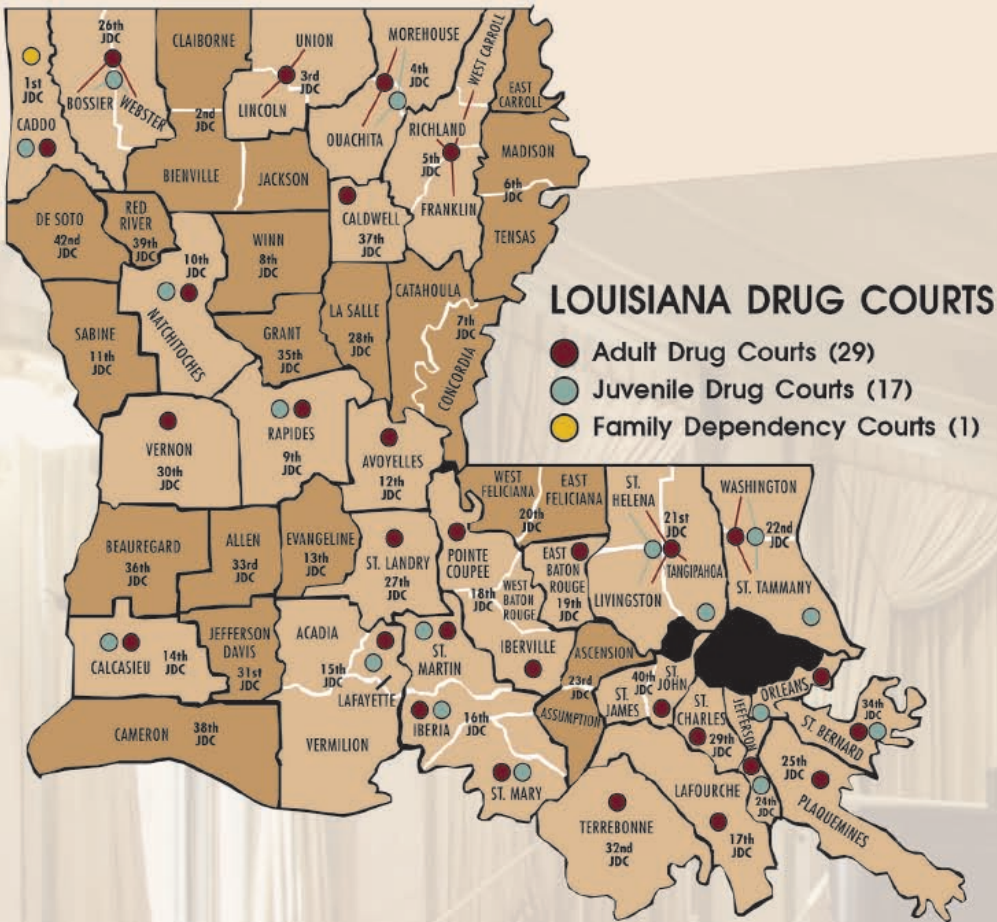 26th
JDC
CLAIBORNE
UNION
MOREHOUSE
4th
JDC
WEST CARROLL
1st
JDC
CADDO
BOSSIER
WEBSTER
2nd
JDC
3rd
JDC
LINCOLN
OUACHITA
RICHLAND
5th
JDC
FRANKLIN
EAST
CARROLL
MADISON
6th
JDC
TENSAS
BIENVILLE
JACKSON
DE SOTO
42nd
JDC
RED
RIVER
39th
JDC
10th
JDC
NATCHITOCHES
WINN
8th
JDC
CALDWELL
37th
JDC
CATAHOULA
7th
JDC
CONCORDIA
LA SALLE
28th
JDC
GRANT
35th
JDC
SABINE
11th
JDC
LOUISIANA DRUG COURTS
Adult Drug Courts (29)
Juvenile Drug Courts (17)
Family Dependency Courts (1)
VERNON
30th
JDC
RAPIDES
9th
JDC
AVOYELLES
12th
JDC
WEST
FELICIANA
EAST
FELICIANA
20th
JDC
ST.
HELENA
21st
JDC
TANGIPAHOA
LIVINGSTON
WASHINGTON
22nd
JDC
ST. TAMMANY
BEAUREGARD
36th
JDC
ALLEN
33rd
JDC
EVANGELINE
13th
JDC
ST. LANDRY
27th
JDC
POINTE
COUPEE
18th
JDC
WEST
BATON
ROUGE
EAST BATON
ROUGE
19th
JDC
IBERVILLE
CALCASIEU
14th
JDC
JEFFERSON
DAVIS
31st
JDC
ACADIA
15th
JDC
LAFAYETTE
VERMILION
ST.
MARTIN
IBERIA
16th
JDC
ST. MARY
ASCENSION
23rd
JDC
ASSUMPTION
ST.
JAMES
40th
JDC
ST.
JOHN
ST.
CHARLES
29th
JDC
JEFFERSON
24th
JDC
ORLEANS
ST. BERNARD
34th
JDC
25th
JDC
PLAQUEMINES
CAMERON
38th
JDC
TERREBONNE
32nd
JDC
LAFOURCHE
17th
JDC